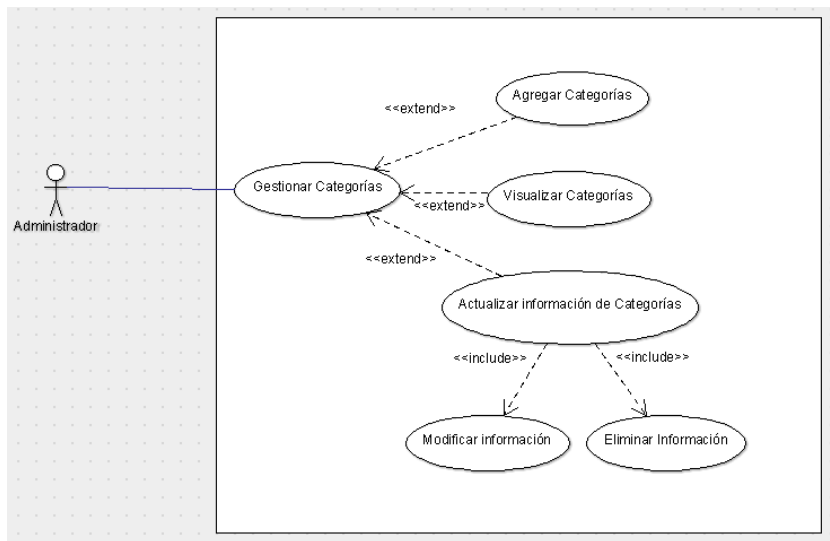 Agregar Categorías
<<extend>>
Gestionar Categorías
Visualizar Categorías
<<extend>>
Administrador
<<extend>>
Actualizar información de Categorías
<<include>>
<<include>>
Modificar información
Eliminar Información